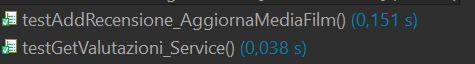 testAddRecensione_AggiornaMediaFilm() (0,151 s)
testGetValutazioni_Service() (0,038 s)